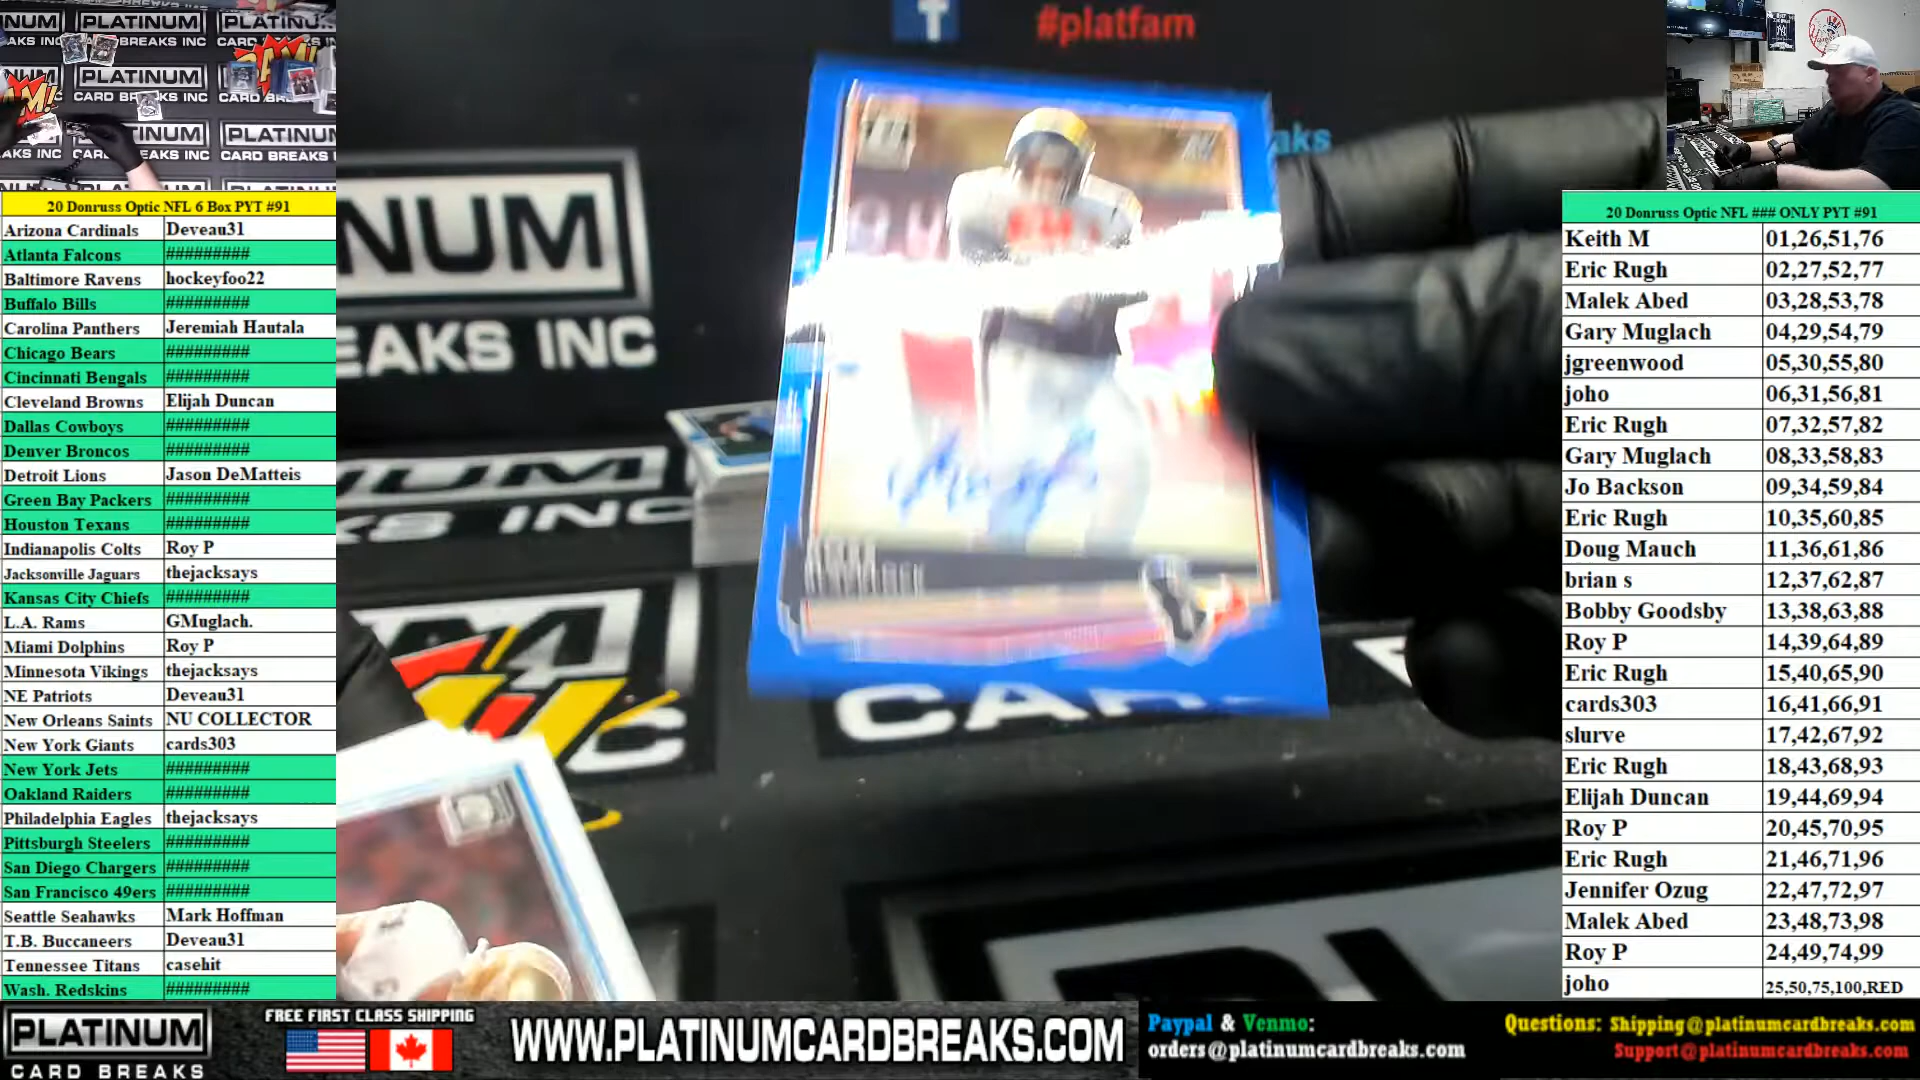 #platfam
aks
PLATINUM
CARD BREAKS INC
NUM
EAKS INC
20 Donruss Optic NFL 6 Box PYT #91
Arizona Cardinals Deveau31
Atlanta Falcons #########
Baltimore Ravens hockeyfoo22
Buffalo Bills #########
Carolina Panthers Jeremiah Hautala
Chicago Bears #########
Cincinnati Bengals #########
Cleveland Browns Elijah Duncan
Dallas Cowboys #########
Denver Broncos #########
Detroit Lions Jason DeMatteis
Green Bay Packers #########
Houston Texans #########
Indianapolis Colts Roy P
Jacksonville Jaguars thejacksays
Kansas City Chiefs #########
L.A. Rams GMuglach.
Miami Dolphins Roy P
Minnesota Vikings thejacksays
NE Patriots Deveau31
New Orleans Saints NU COLLECTOR
New York Giants cards303
New York Jets #########
Oakland Raiders #########
Philadelphia Eagles thejacksays
Pittsburgh Steelers #########
San Diego Chargers #########
San Francisco 49ers #########
Seattle Seahawks Mark Hoffman
T.B. Buccaneers Deveau31
Tennessee Titans casehit
Wash. Redskins #########
20 Donruss Optic NFL ### ONLY PYT #91
Keith M 01,26,51,76
Eric Rugh 02,27,52,77
Malek Abed 03,28,53,78
Gary Muglach 04,29,54,79
jgreenwood 05,30,55,80
joho 06,31,56,81
Eric Rugh 07,32,57,82
Gary Muglach 08,33,58,83
Jo Backson 09,34,59,84
Eric Rugh 10,35,60,85
Doug Mauch 11,36,61,86
brian s 12,37,62,87
Bobby Goodsby 13,38,63,88
Roy P 14,39,64,89
Eric Rugh 15,40,65,90
cards303 16,41,66,91
slurve 17,42,67,92
Eric Rugh 18,43,68,93
Elijah Duncan 19,44,69,94
Roy P 20,45,70,95
Eric Rugh 21,46,71,96
Jennifer Ozug 22,47,72,97
Malek Abed 23,48,73,98
Roy P 24,49,74,99
joho 25,50,75,100,RED
PLATINUM
CARD BREAKS
FREE FIRST CLASS SHIPPING
WWW.PLATINUMCARDBREAKS.COM
Paypal & Venmo:
orders@platinumcardbreaks.com
Questions: Shipping@platinumcardbreaks.com
Support@platinumcardbreaks.com